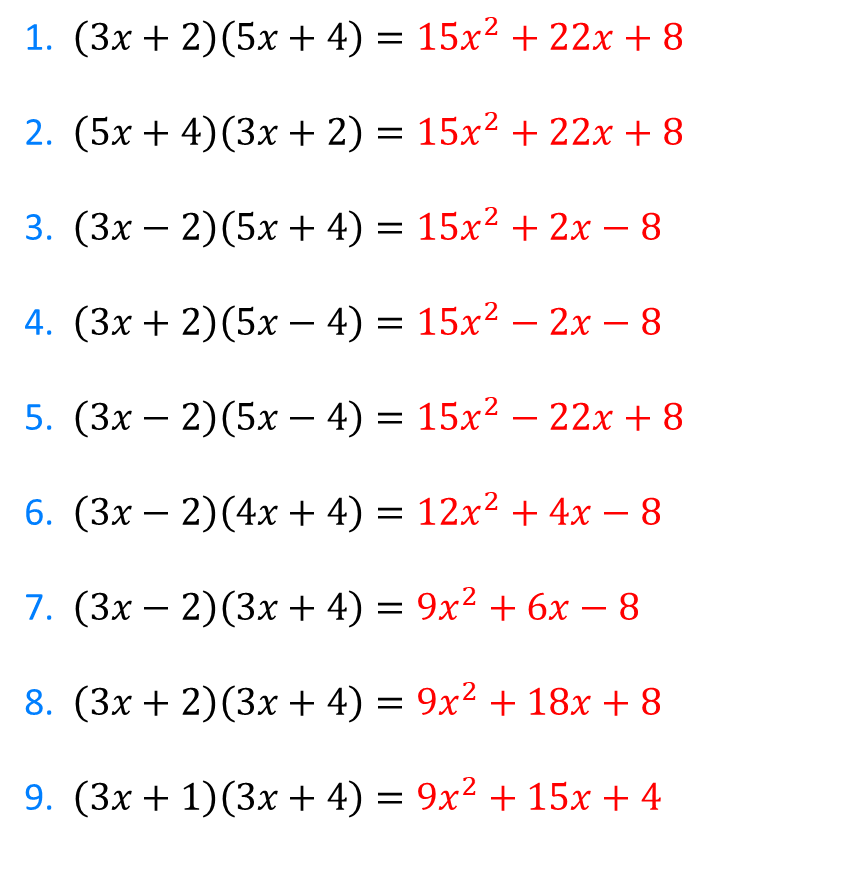 1. (3x + 2)(5x + 4) = 15x² + 22x + 8
2. (5x + 4)(3x + 2) = 15x² + 22x + 8
3. (3x − 2)(5x + 4) = 15x² + 2x − 8
4. (3x + 2)(5x − 4) = 15x² − 2x − 8
5. (3x − 2)(5x − 4) = 15x² − 22x + 8
6. (3x − 2)(4x + 4) = 12x² + 4x − 8
7. (3x − 2)(3x + 4) = 9x² + 6x − 8
8. (3x + 2)(3x + 4) = 9x² + 18x + 8
9. (3x + 1)(3x + 4) = 9x² + 15x + 4